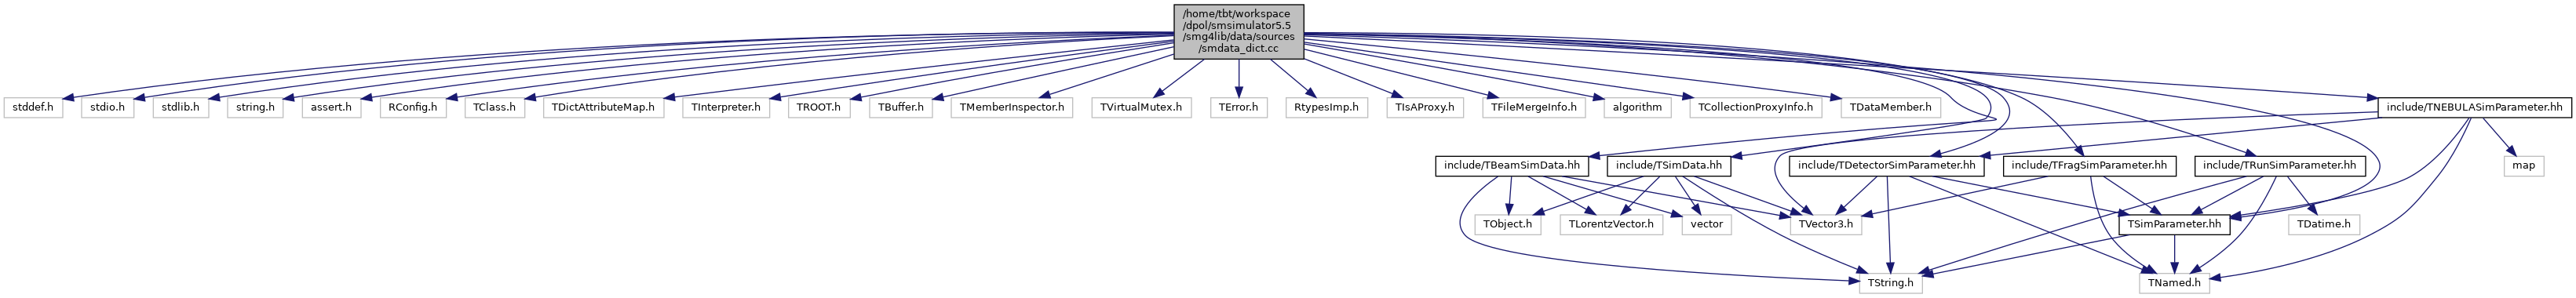 /home/tbt/workspace
/dpol/smsimulator5.5
/smg4lib/data/sources
/smdata_dict.cc
stddef.h
stdio.h
stdlib.h
string.h
assert.h
RConfig.h
TClass.h
TDictAttributeMap.h
TInterpreter.h
TROOT.h
TBuffer.h
TMemberInspector.h
TVirtualMutex.h
TError.h
RtypesImp.h
TIsAProxy.h
TFileMergeInfo.h
algorithm
TCollectionProxyInfo.h
TDataMember.h
include/TNEBULASimParameter.hh
include/TBeamSimData.hh
include/TSimData.hh
include/TDetectorSimParameter.hh
include/TFragSimParameter.hh
include/TRunSimParameter.hh
map
TObject.h
TLorentzVector.h
vector
TVector3.h
TSimParameter.hh
TDatime.h
TString.h
TNamed.h